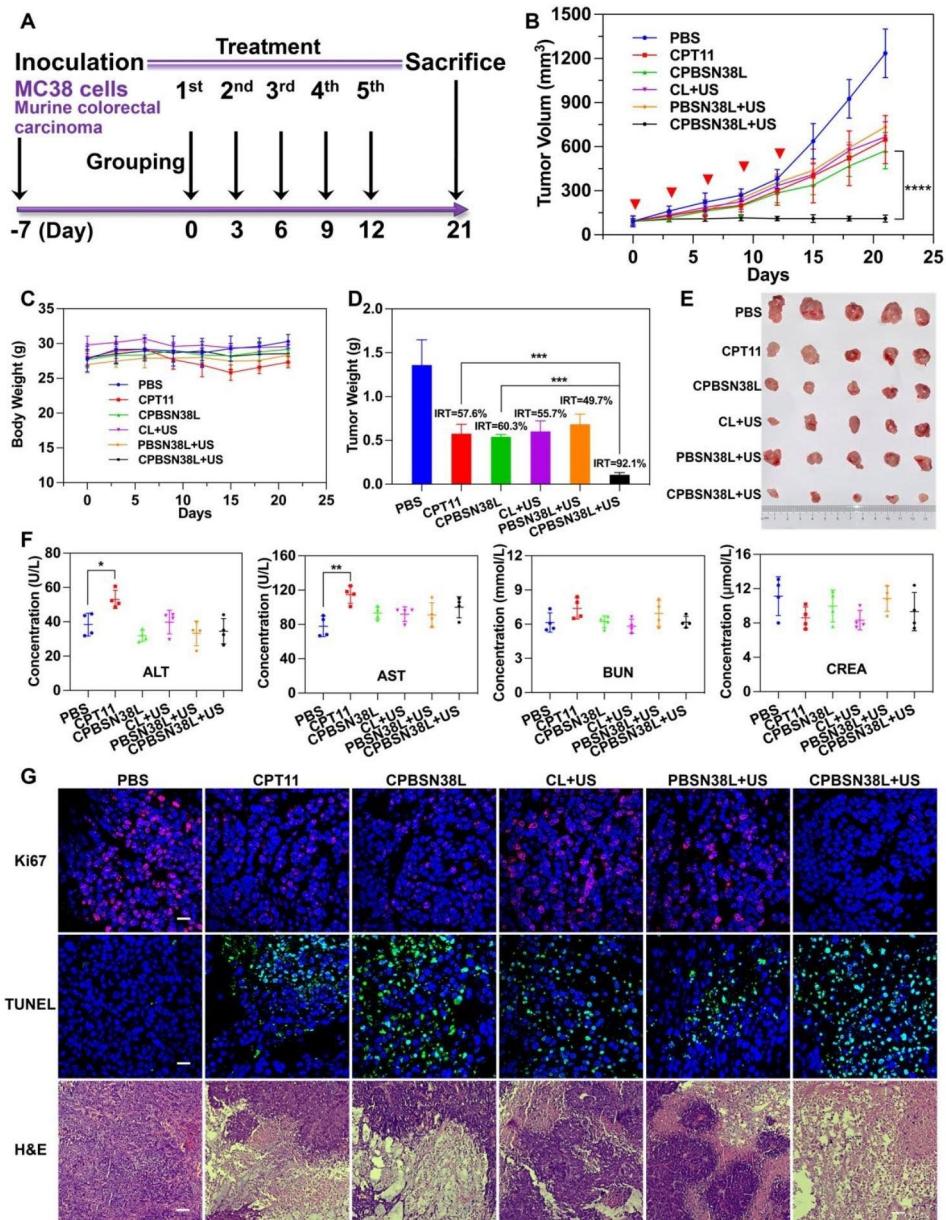 A
Inoculation
Treatment
Sacrifice
MC38 cells
Murine colorectal
carcinoma
1st 2nd 3rd 4th 5th
Grouping
-7 (Day) 0 3 6 9 12 21
B
Tumor Volum (mm3)
1500
1200
900
600
300
0
PBS
CPT11
CPBSN38L
CL+US
PBSN38L+US
CPBSN38L+US
****
0 5 10 15 20 25
Days
C
Body Weight (g)
35
30
25
20
15
10
5
0
PBS
CPT11
CPBSN38L
CL+US
PBSN38L+US
CPBSN38L+US
0 5 10 15 20 25
Days
D
Tumor Weight (g)
1.8
1.2
0.6
0.0
***
***
IRT=57.6%
IRT=60.3%
IRT=55.7%
IRT=49.7%
IRT=92.1%
PBS
CPT11
CPBSN38L
CL+US
PBSN38L+US
CPBSN38L+US
E
PBS
CPT11
CPBSN38L
CL+US
PBSN38L+US
CPBSN38L+US
F
Concentration (U/L)
80
60
40
20
0
*
ALT
PBS
CPT11
CPBSN38L
CL+US
PBSN38L+US
CPBSN38L+US
Concentration (U/L)
160
120
80
40
0
**
AST
PBS
CPT11
CPBSN38L
CL+US
PBSN38L+US
CPBSN38L+US
Concentration (mmol/L)
12
9
6
3
0
BUN
PBS
CPT11
CPBSN38L
CL+US
PBSN38L+US
CPBSN38L+US
Concentration (μmol/L)
15
12
9
6
3
0
CREA
PBS
CPT11
CPBSN38L
CL+US
PBSN38L+US
CPBSN38L+US
G
PBS CPT11 CPBSN38L CL+US PBSN38L+US CPBSN38L+US
Ki67
TUNEL
H&E